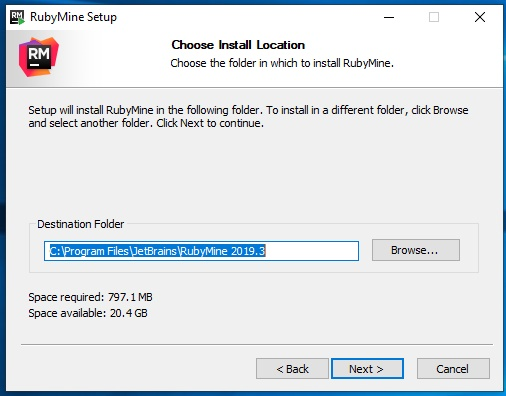 RM RubyMine Setup
RM
Choose Install Location
Choose the folder in which to install RubyMine.
Setup will install RubyMine in the following folder. To install in a different folder, click Browse
and select another folder. Click Next to continue.
Destination Folder
C:\Program Files\JetBrains\RubyMine 2019.3
Browse...
Space required: 797.1 MB
Space available: 20.4 GB
< Back
Next >
Cancel